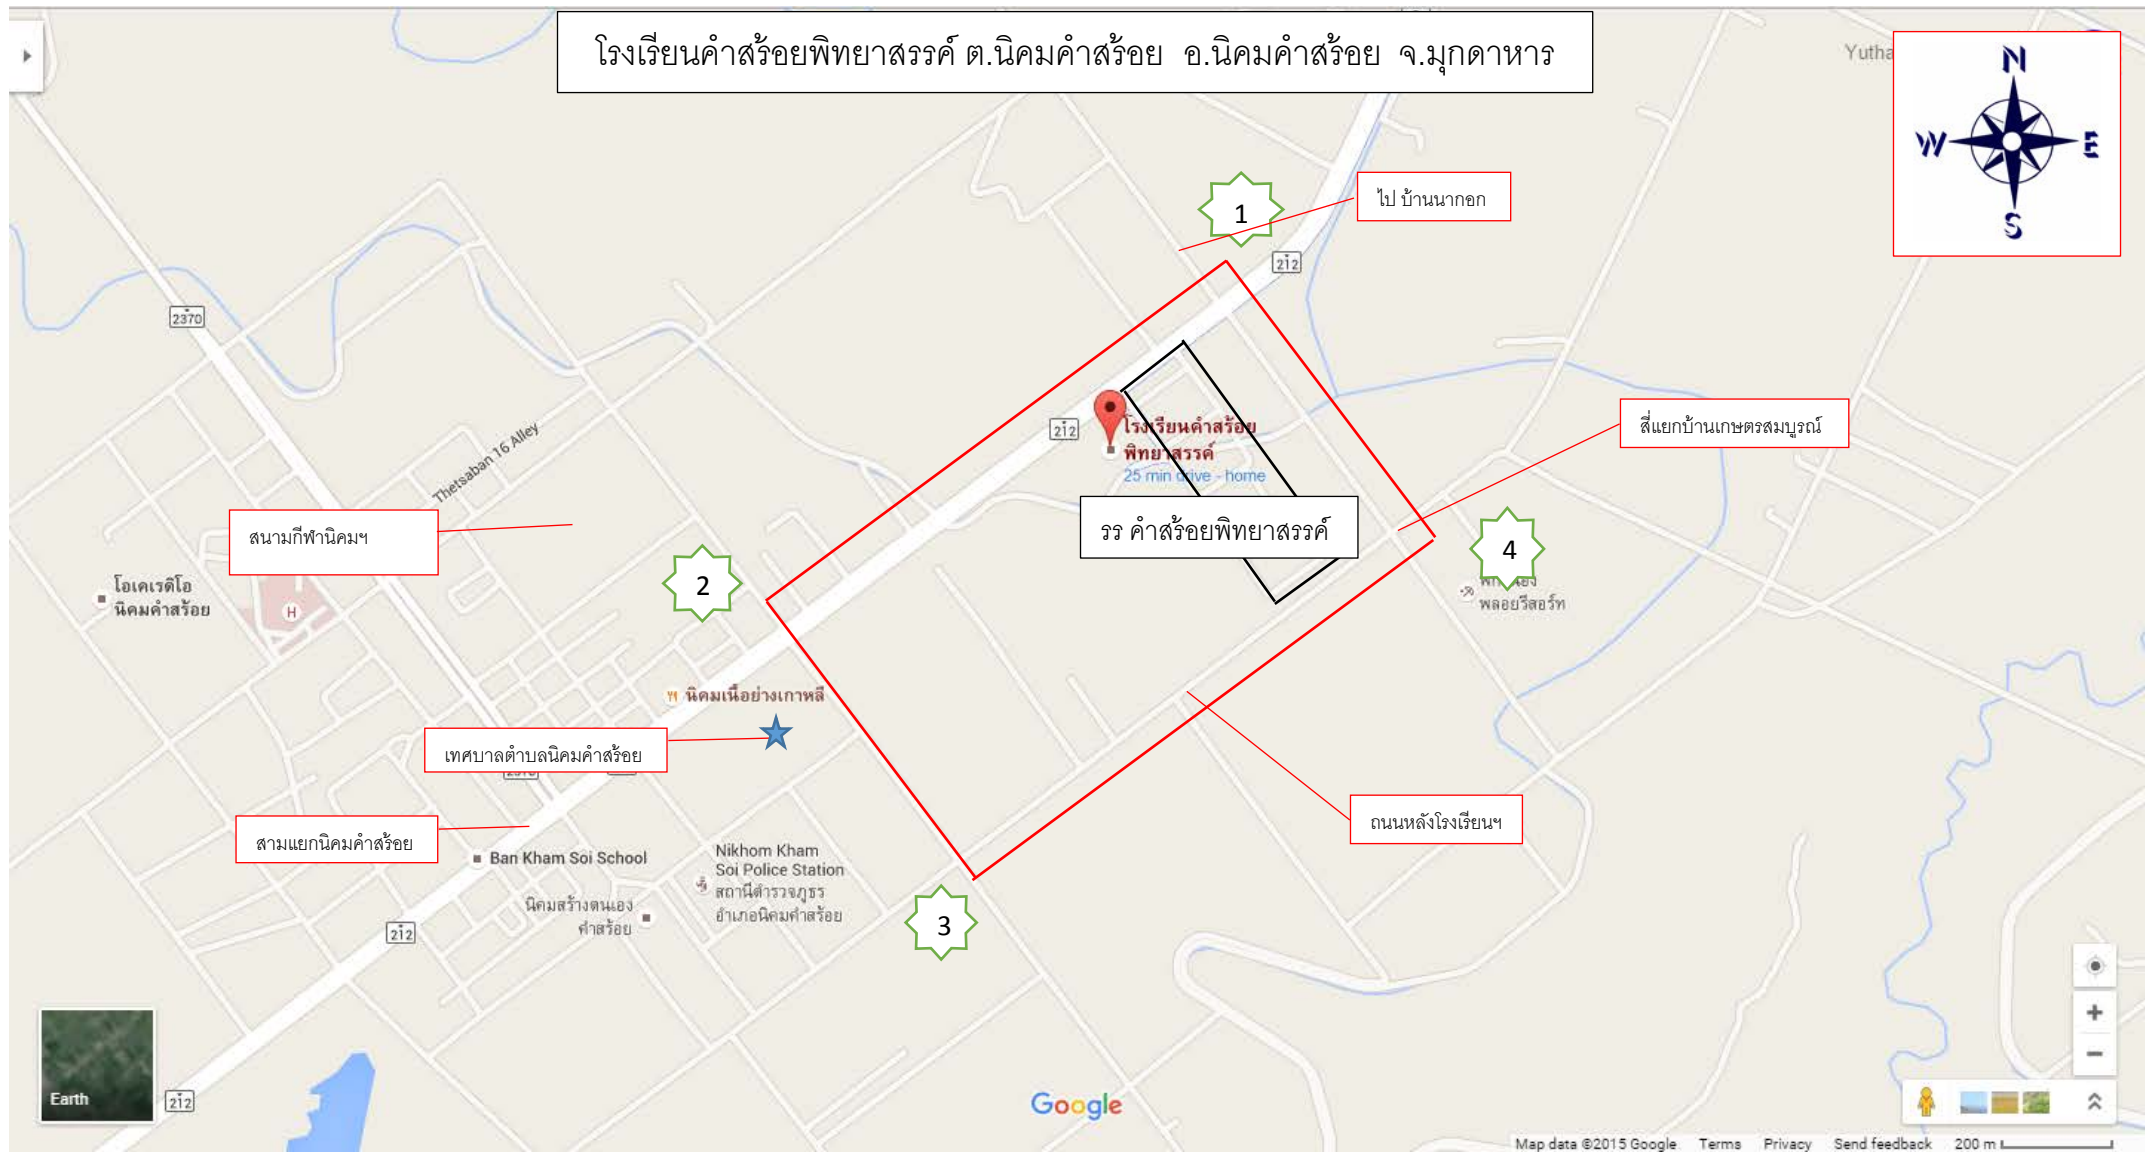 โรงเรียนคำสร้อยพิทยาสรรค์ ต.นิคมคำสร้อย อ.นิคมคำสร้อย จ.มุกดาหาร
Yutha
N
W
E
S
ไป บ้านนากอก
1
212
2370
สี่แยกบ้านเกษตรสมบูรณ์
212
โรงเรียนคำสร้อย
พิทยาสรรค์
25 min drive - home
Thetsaban 16 Alley
สนามกีฬานิคมฯ
รร คำสร้อยพิทยาสรรค์
4
2
โอเคเรดิโอ
นิคมคำสร้อย
H
พลอยรีสอร์ท
นิคมเนื้อย่างเกาหลี
เทศบาลตำบลนิคมคำสร้อย
ถนนหลังโรงเรียนฯ
สามแยกนิคมคำสร้อย
Ban Kham Soi School
Nikhom Kham
Soi Police Station
สถานีตำรวจภูธร
อำเภอนิคมคำสร้อย
นิคมสร้างตนเอง
คำสร้อย
3
212
Earth
212
Google
Map data ©2015 Google Terms Privacy Send feedback 200 m